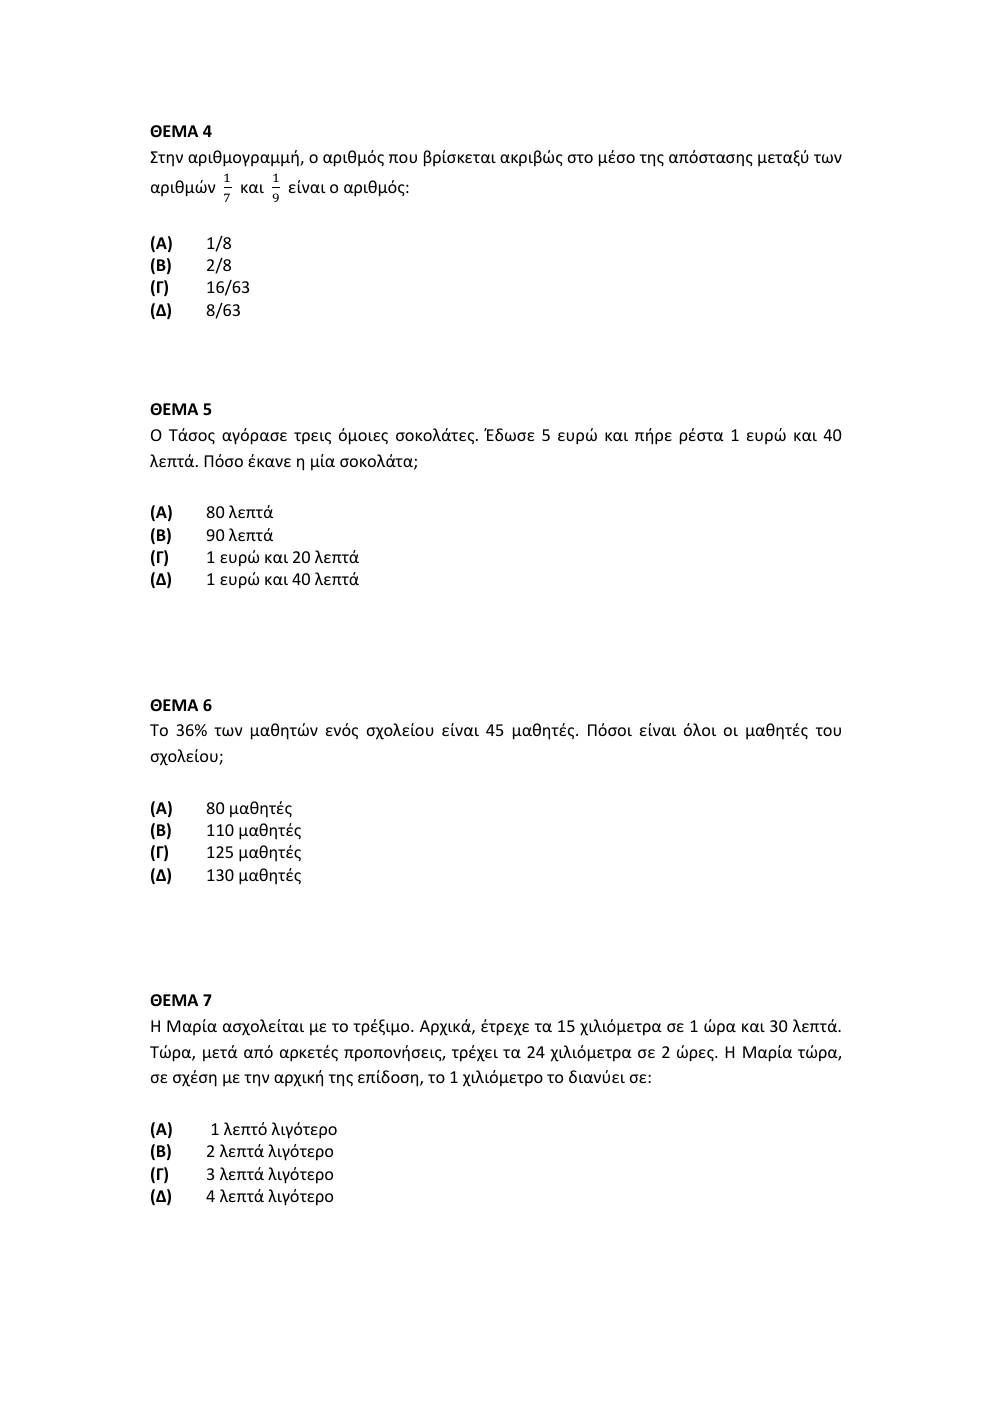 ΘΕΜΑ 4
Στην αριθμογραμμή, ο αριθμός που βρίσκεται ακριβώς στο μέσο της απόστασης μεταξύ των
αριθμών 1/7 και 1/9 είναι ο αριθμός:
(Α) 1/8
(Β) 2/8
(Γ) 16/63
(Δ) 8/63
ΘΕΜΑ 5
Ο Τάσος αγόρασε τρεις όμοιες σοκολάτες. Έδωσε 5 ευρώ και πήρε ρέστα 1 ευρώ και 40
λεπτά. Πόσο έκανε η μία σοκολάτα;
(Α) 80 λεπτά
(Β) 90 λεπτά
(Γ) 1 ευρώ και 20 λεπτά
(Δ) 1 ευρώ και 40 λεπτά
ΘΕΜΑ 6
Το 36% των μαθητών ενός σχολείου είναι 45 μαθητές. Πόσοι είναι όλοι οι μαθητές του
σχολείου;
(Α) 80 μαθητές
(Β) 110 μαθητές
(Γ) 125 μαθητές
(Δ) 130 μαθητές
ΘΕΜΑ 7
Η Μαρία ασχολείται με το τρέξιμο. Αρχικά, έτρεχε τα 15 χιλιόμετρα σε 1 ώρα και 30 λεπτά.
Τώρα, μετά από αρκετές προπονήσεις, τρέχει τα 24 χιλιόμετρα σε 2 ώρες. Η Μαρία τώρα,
σε σχέση με την αρχική της επίδοση, το 1 χιλιόμετρο το διανύει σε:
(Α) 1 λεπτό λιγότερο
(Β) 2 λεπτά λιγότερο
(Γ) 3 λεπτά λιγότερο
(Δ) 4 λεπτά λιγότερο